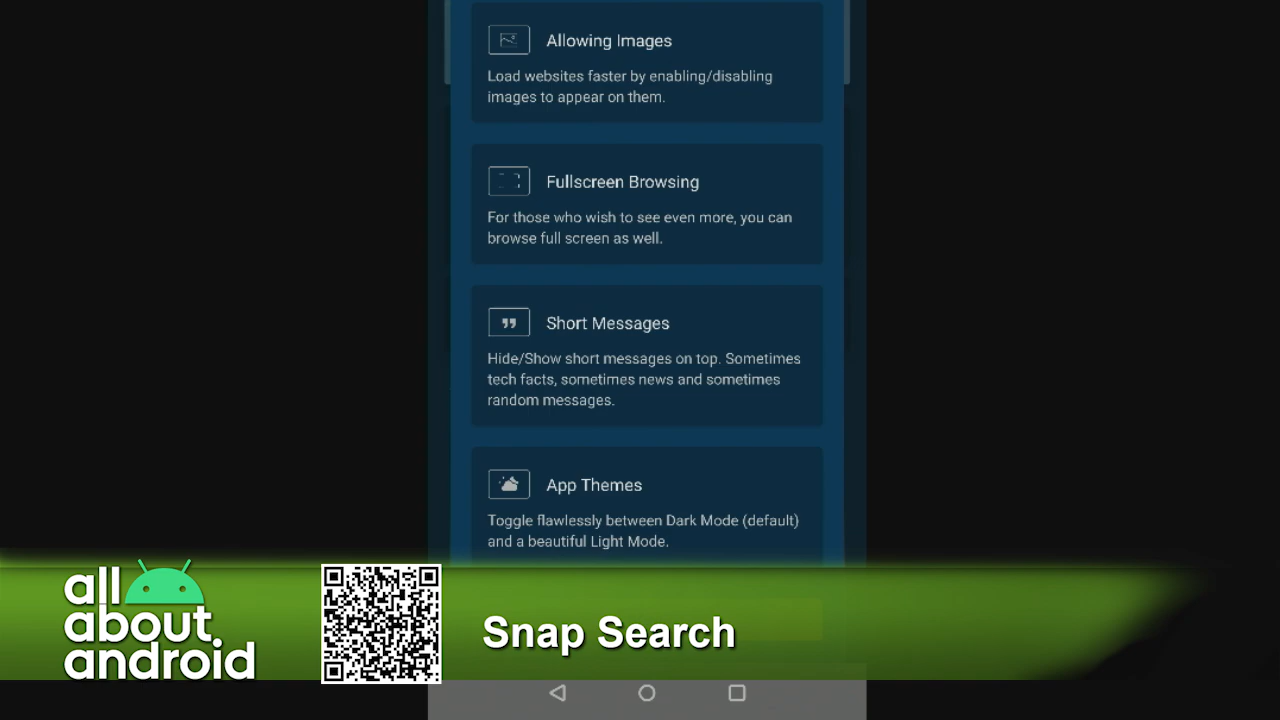 Allowing Images
Load websites faster by enabling/disabling
images to appear on them.
Fullscreen Browsing
For those who wish to see even more, you can
browse full screen as well.
Short Messages
Hide/Show short messages on top. Sometimes
tech facts, sometimes news and sometimes
random messages.
App Themes
Toggle flawlessly between Dark Mode (default)
and a beautiful Light Mode.
all
about
android
Snap Search